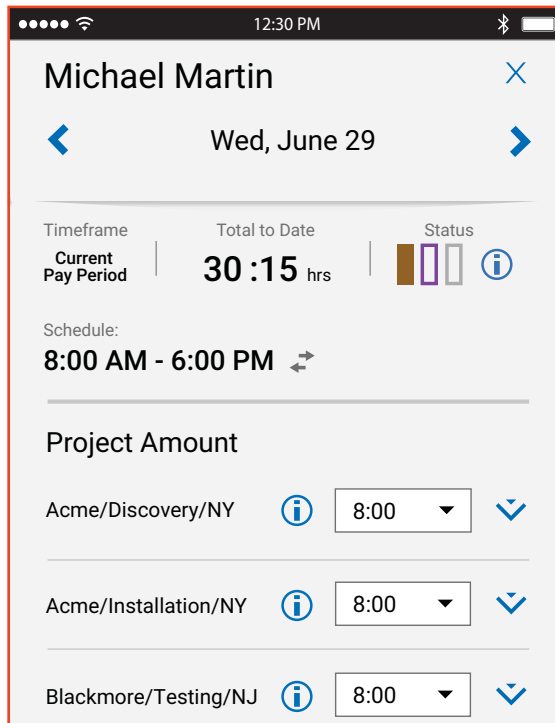 12:30 PM
Michael Martin
Wed, June 29
Timeframe Total to Date Status
Current
Pay Period
30 :15 hrs
Schedule:
8:00 AM - 6:00 PM
Project Amount
Acme/Discovery/NY 8:00
Acme/Installation/NY 8:00
Blackmore/Testing/NJ 8:00